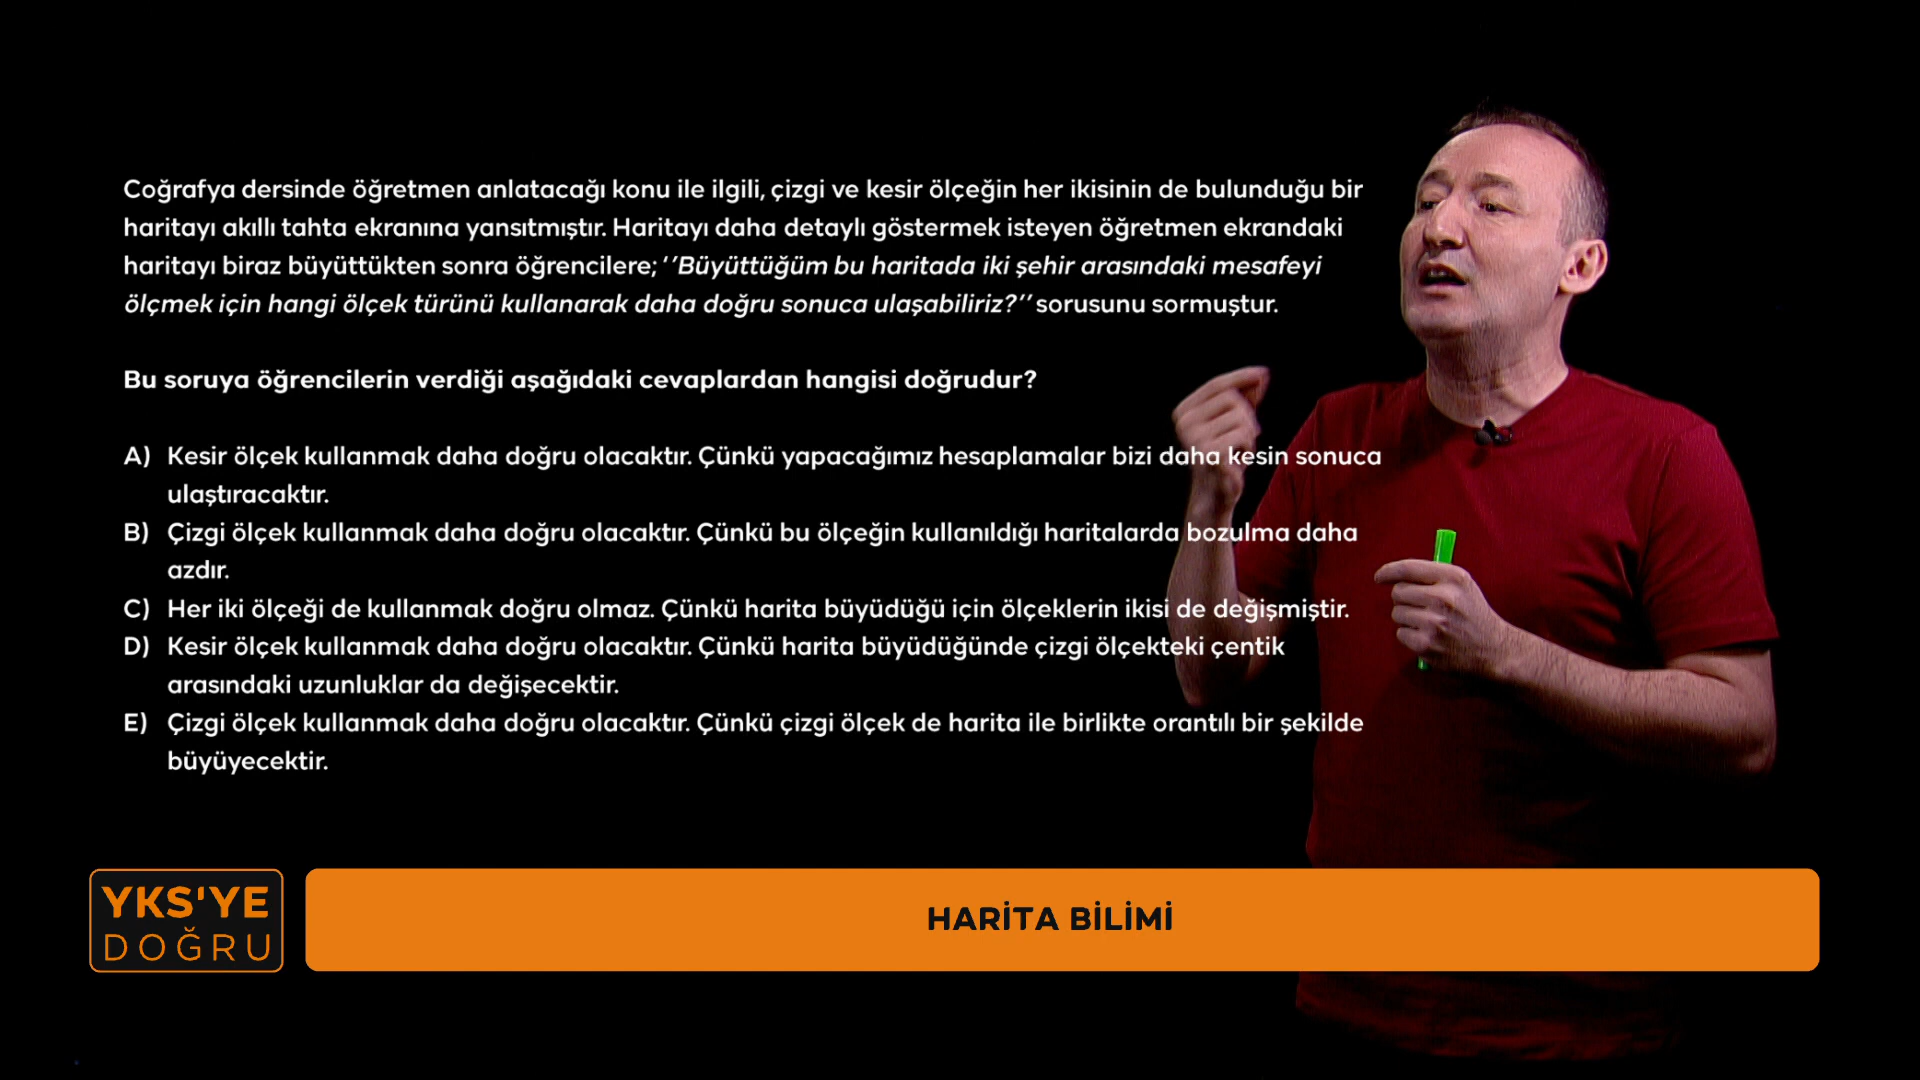 Coğrafya dersinde öğretmen anlatacağı konu ile ilgili, çizgi ve kesir ölçeğin her ikisinin de bulunduğu bir
haritayı akıllı tahta ekranına yansıtmıştır. Haritayı daha detaylı göstermek isteyen öğretmen ekrandaki
haritayı biraz büyüttükten sonra öğrencilere; ‘’Büyüttüğüm bu haritada iki şehir arasındaki mesafeyi
ölçmek için hangi ölçek türünü kullanarak daha doğru sonuca ulaşabiliriz?’’ sorusunu sormuştur.
Bu soruya öğrencilerin verdiği aşağıdaki cevaplardan hangisi doğrudur?
A) Kesir ölçek kullanmak daha doğru olacaktır. Çünkü yapacağımız hesaplamalar bizi daha kesin sonuca
ulaştıracaktır.
B) Çizgi ölçek kullanmak daha doğru olacaktır. Çünkü bu ölçeğin kullanıldığı haritalarda bozulma daha
azdır.
C) Her iki ölçeği de kullanmak doğru olmaz. Çünkü harita büyüdüğü için ölçeklerin ikisi de değişmiştir.
D) Kesir ölçek kullanmak daha doğru olacaktır. Çünkü harita büyüdüğünde çizgi ölçekteki çentik
arasındaki uzunluklar da değişecektir.
E) Çizgi ölçek kullanmak daha doğru olacaktır. Çünkü çizgi ölçek de harita ile birlikte orantılı bir şekilde
büyüyecektir.
YKS'YE
DOĞRU
HARİTA BİLİMİ